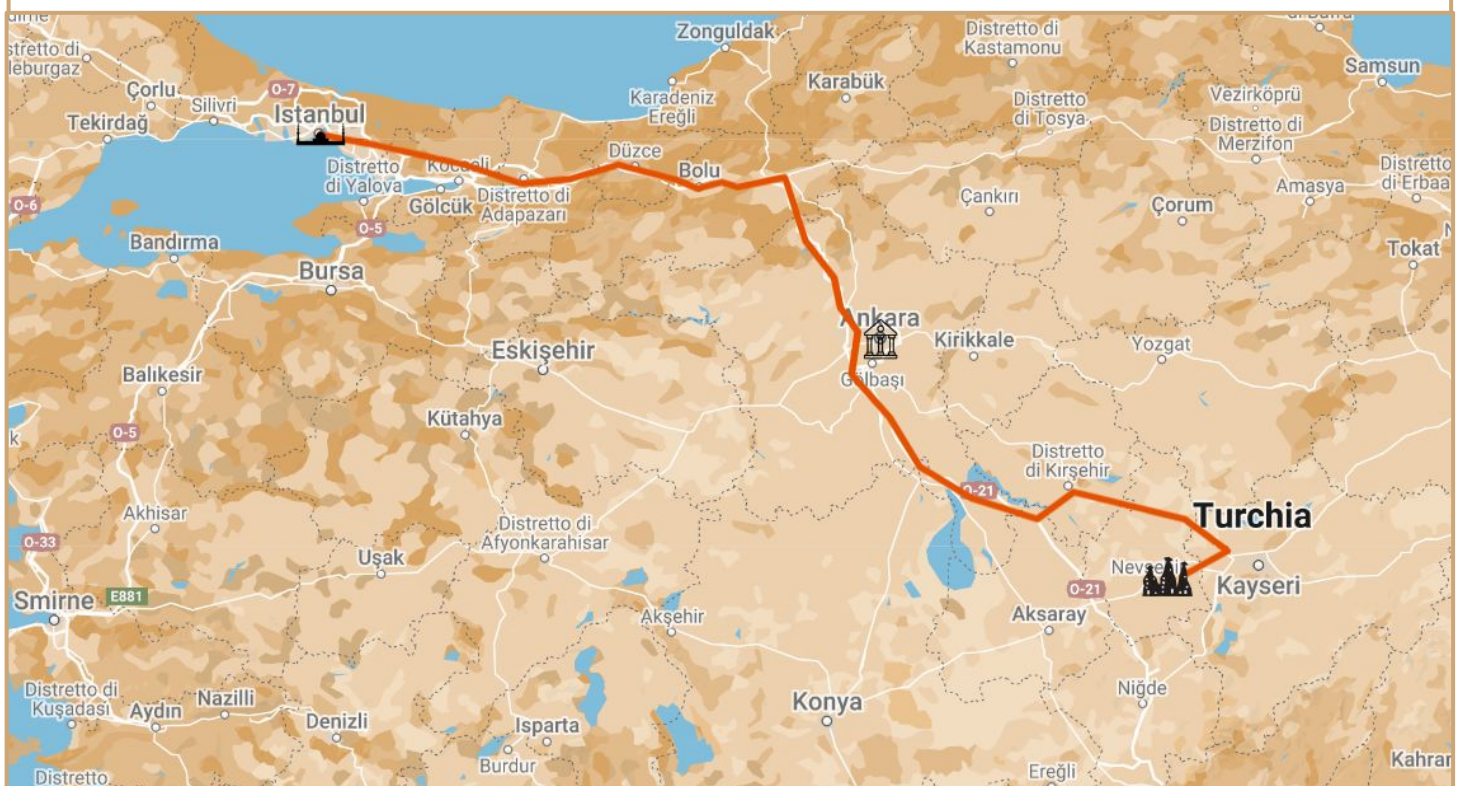 Zonguldak
Distretto di
Kastamonu
Samsun
Karabük
Çorlu
Silivri
O-7
Istanbul
Tekirdağ
Karadeniz
Ereğli
Distretto
di Tosya
Vezirköprü
Distretto di
Merzifon
Düzce
Bolu
Distretto
di Yalova
Gölcük
Distretto di
Adapazarı
Distretto
di Erbaa
Amasya
Çankırı
Çorum
O-6
O-5
Bandırma
Bursa
Tokat
Ankara
Kirikkale
Yozgat
Eskişehir
Gölbaşı
Balıkesir
Kütahya
O-5
Distretto
di Kırşehir
O-21
Akhisar
Turchia
Distretto di
Afyonkarahisar
O-33
Uşak
Kayseri
E881
Smirne
O-21
Akşehir
Aksaray
Distretto di
Kuşadası
Aydın
Nazilli
Denizli
Isparta
Konya
Niğde
Burdur
Ereğli
Distretto